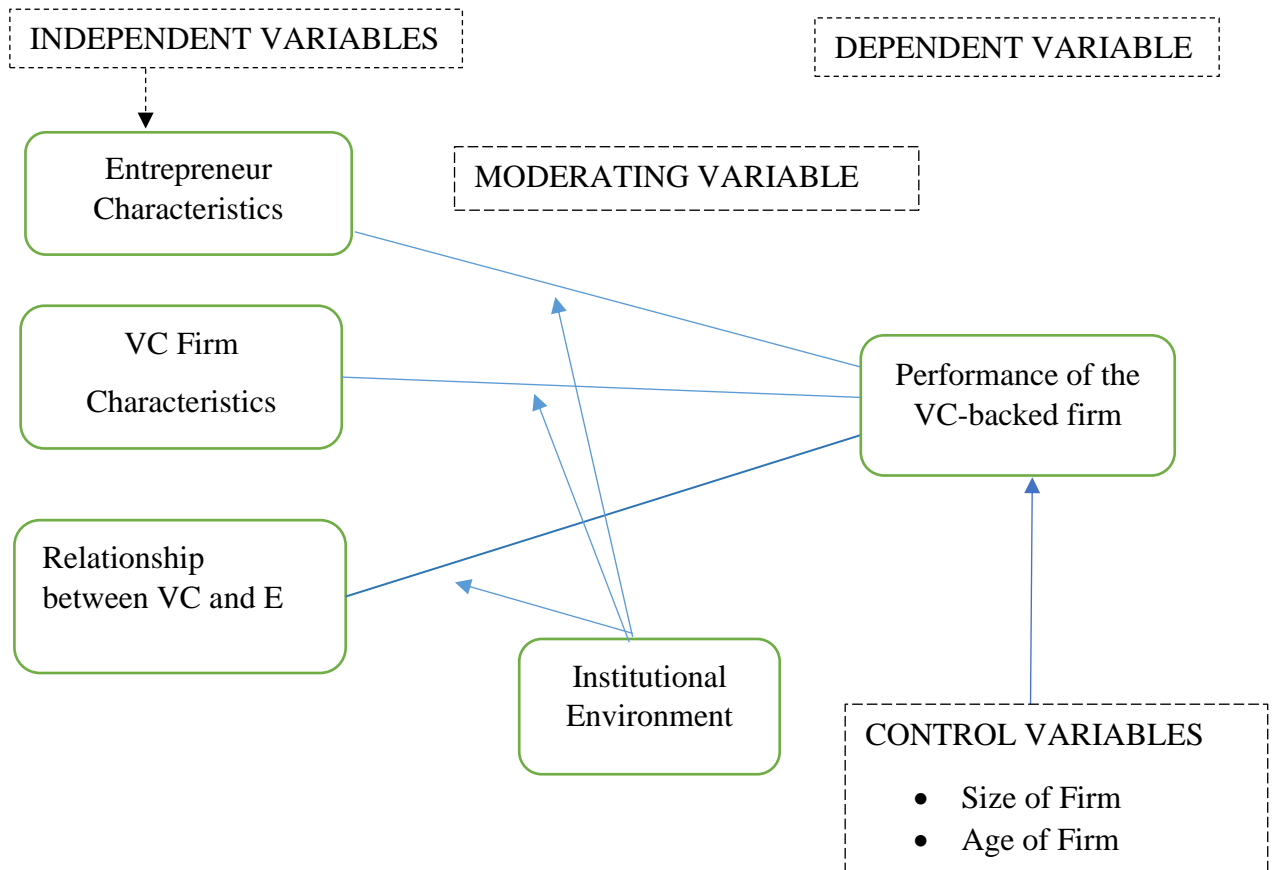 INDEPENDENT VARIABLES
DEPENDENT VARIABLE
Entrepreneur
Characteristics
MODERATING VARIABLE
VC Firm
Characteristics
Performance of the
VC-backed firm
Relationship
between VC and E
Institutional
Environment
CONTROL VARIABLES
• Size of Firm
• Age of Firm